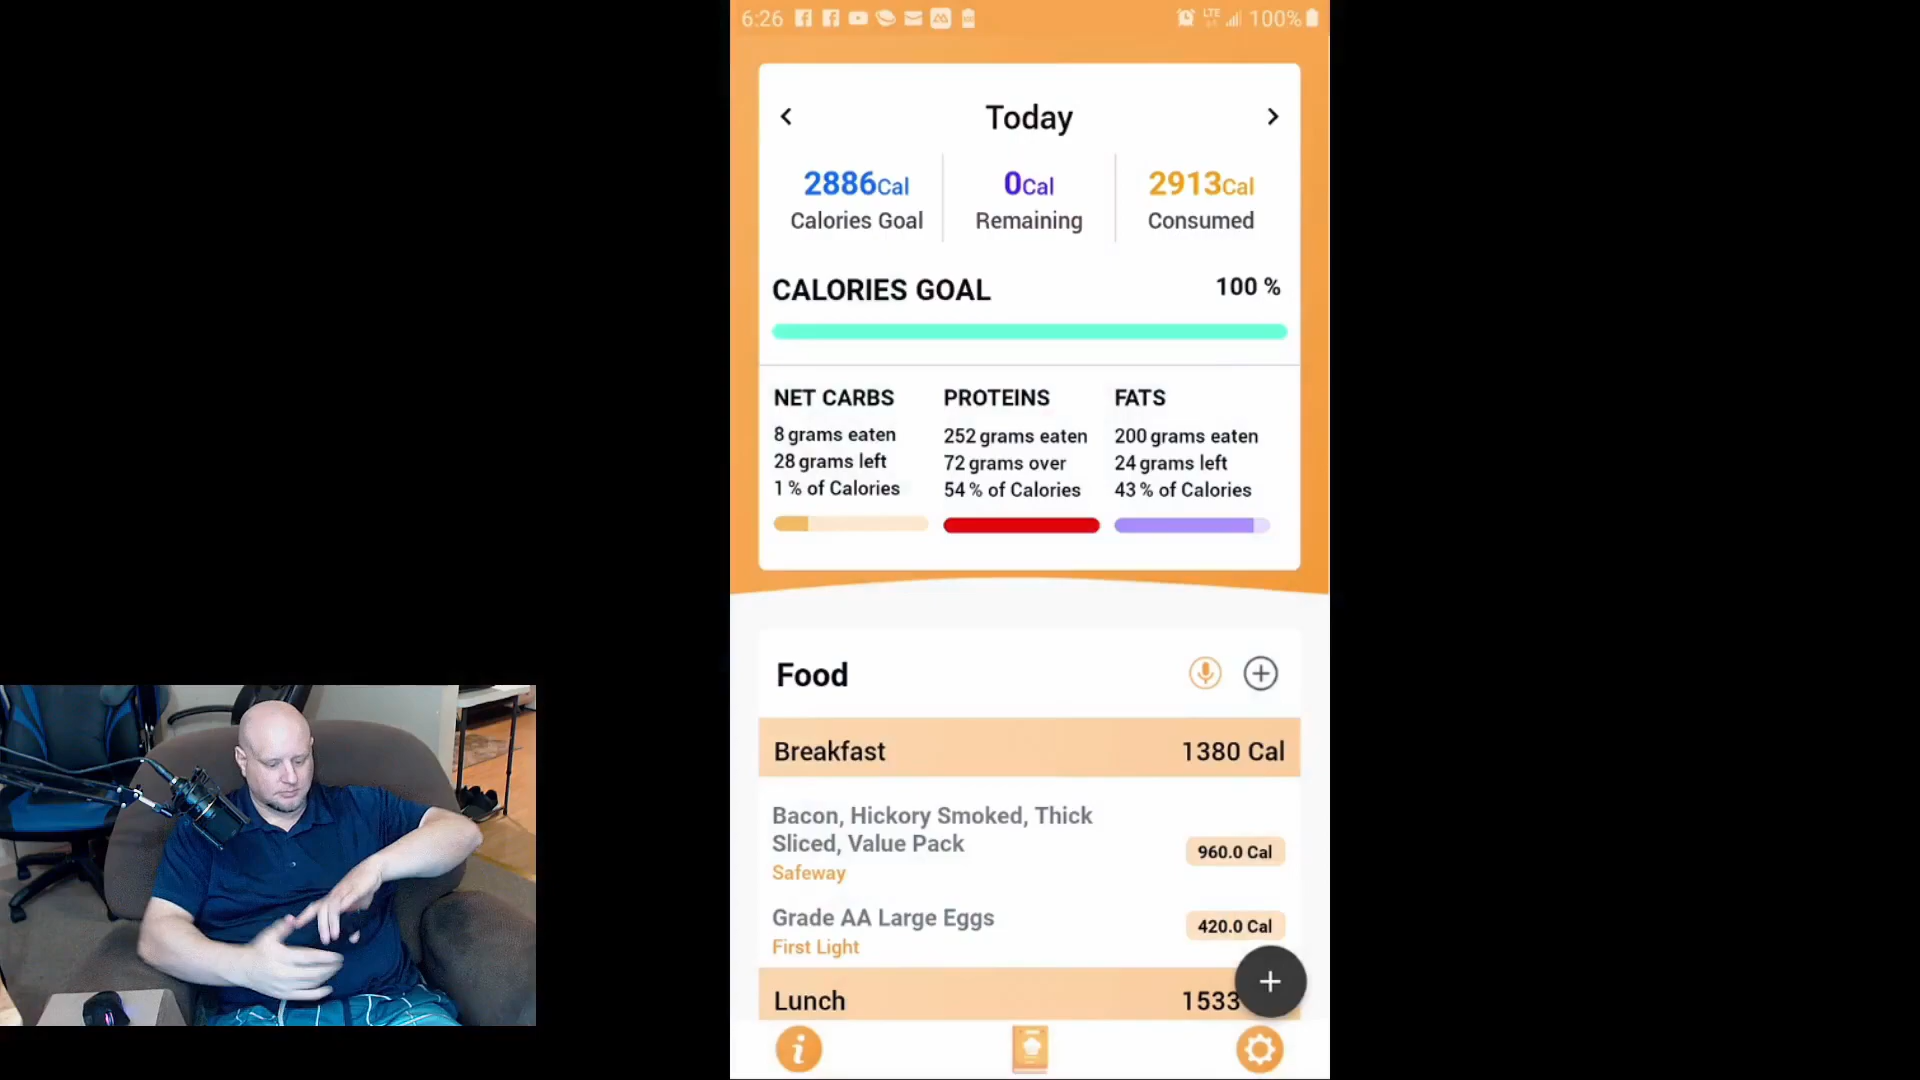 6:26 LTE 100%
Today
2886Cal 0Cal 2913Cal
Calories Goal Remaining Consumed
CALORIES GOAL 100 %
NET CARBS PROTEINS FATS
8 grams eaten 252 grams eaten 200 grams eaten
28 grams left 72 grams over 24 grams left
1 % of Calories 54 % of Calories 43 % of Calories
Food
Breakfast 1380 Cal
Bacon, Hickory Smoked, Thick
Sliced, Value Pack
960.0 Cal
Safeway
Grade AA Large Eggs
420.0 Cal
First Light
Lunch 1533